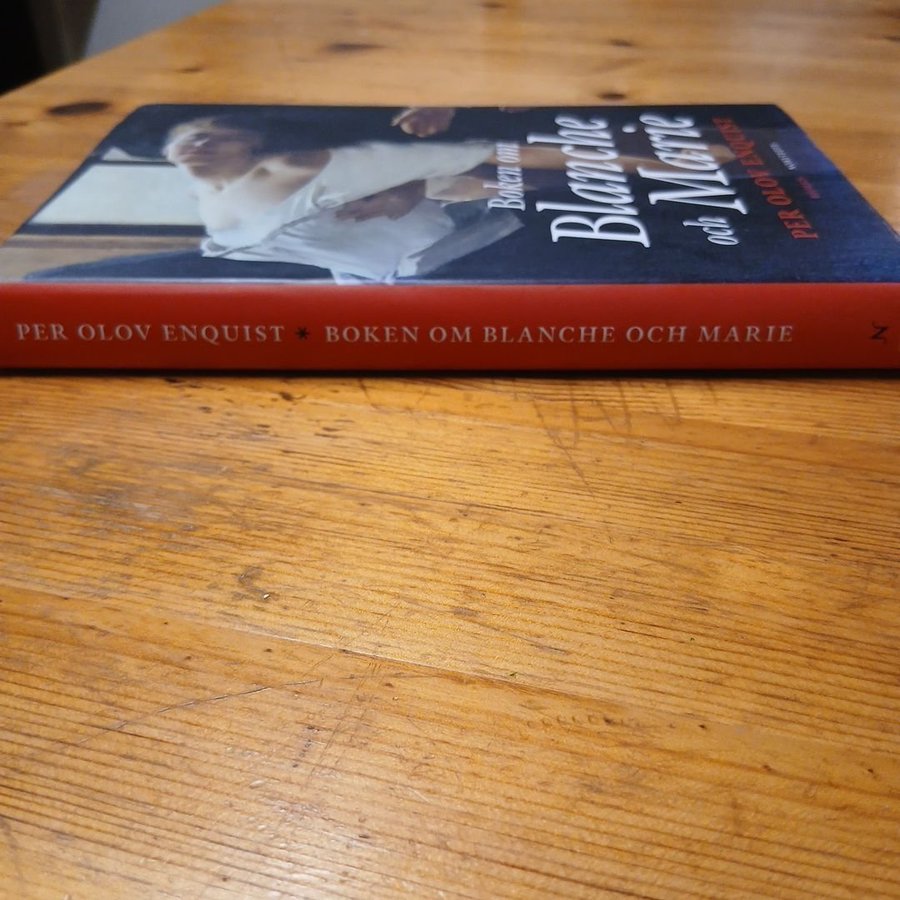 Boken om
Blanche
och Marie
PER OLOV ENQUIST
PER OLOV ENQUIST * BOKEN OM BLANCHE OCH MARIE
N